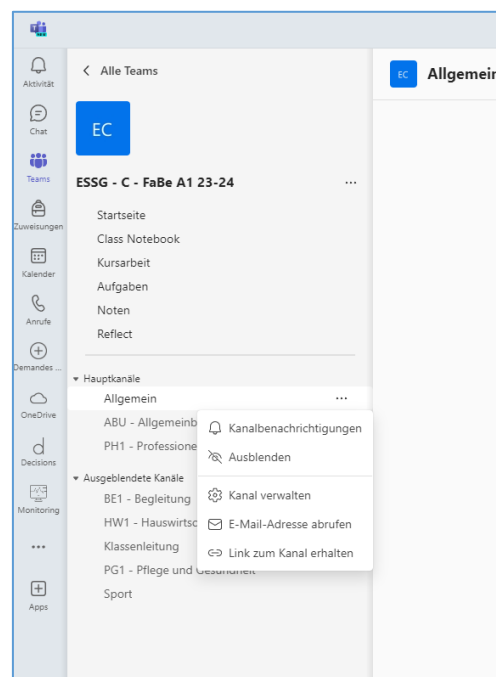 NEU
Aktivität
Chat
Teams
Zuweisungen
Kalender
Anrufe
Demandes ...
OneDrive
Decisions
Monitoring
Apps
Alle Teams
EC
ESSG - C - FaBe A1 23-24
Startseite
Class Notebook
Kursarbeit
Aufgaben
Noten
Reflect
Hauptkanäle
Allgemein
ABU - Allgemeinb
PH1 - Professione
Ausgeblendete Kanäle
BE1 - Begleitung
HW1 - Hauswirtsc
Klassenleitung
PG1 - Pflege und Gesundheit
Sport
Kanalbenachrichtigungen
Ausblenden
Kanal verwalten
E-Mail-Adresse abrufen
Link zum Kanal erhalten
EC Allgemein